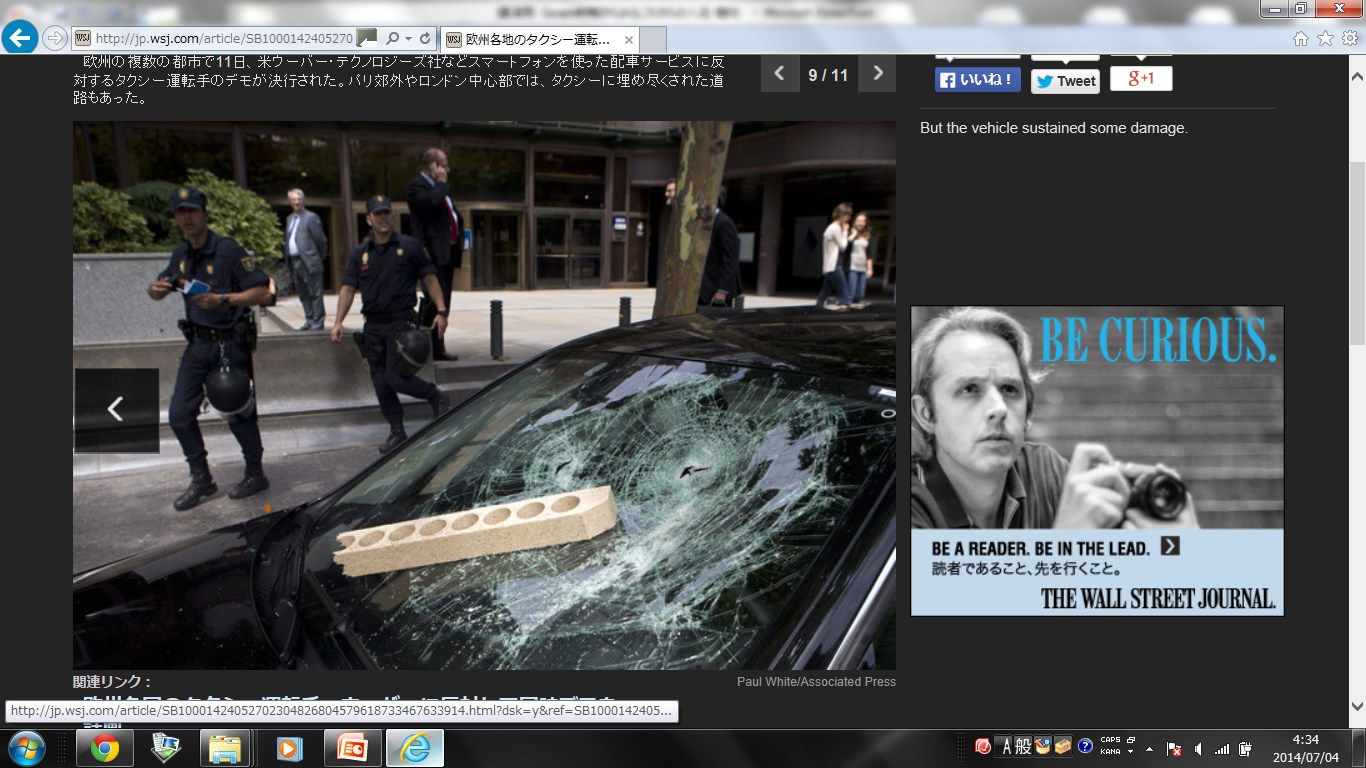 http://jp.wsj.com/article/SB1000142405270
WSJ 欧州各地のタクシー運転...
欧州の複数の都市で11日、米ウーバー・テクノロジーズ社などスマートフォンを使った配車サービスに反
対するタクシー運転手のデモが決行された。パリ郊外やロンドン中心部では、タクシーに埋め尽くされた道
路もあった。
9 / 11
いいね！
Tweet
g+1
But the vehicle sustained some damage.
BE CURIOUS.
BE A READER. BE IN THE LEAD.
読者であること、先を行くこと。
THE WALL STREET JOURNAL.
Paul White/Associated Press
関連リンク：
http://jp.wsj.com/article/SB10001424052702304826804579618733467633914.html?dsk=y&ref=SB1000142405...
A 般
CAPS
KANA
4:34
2014/07/04